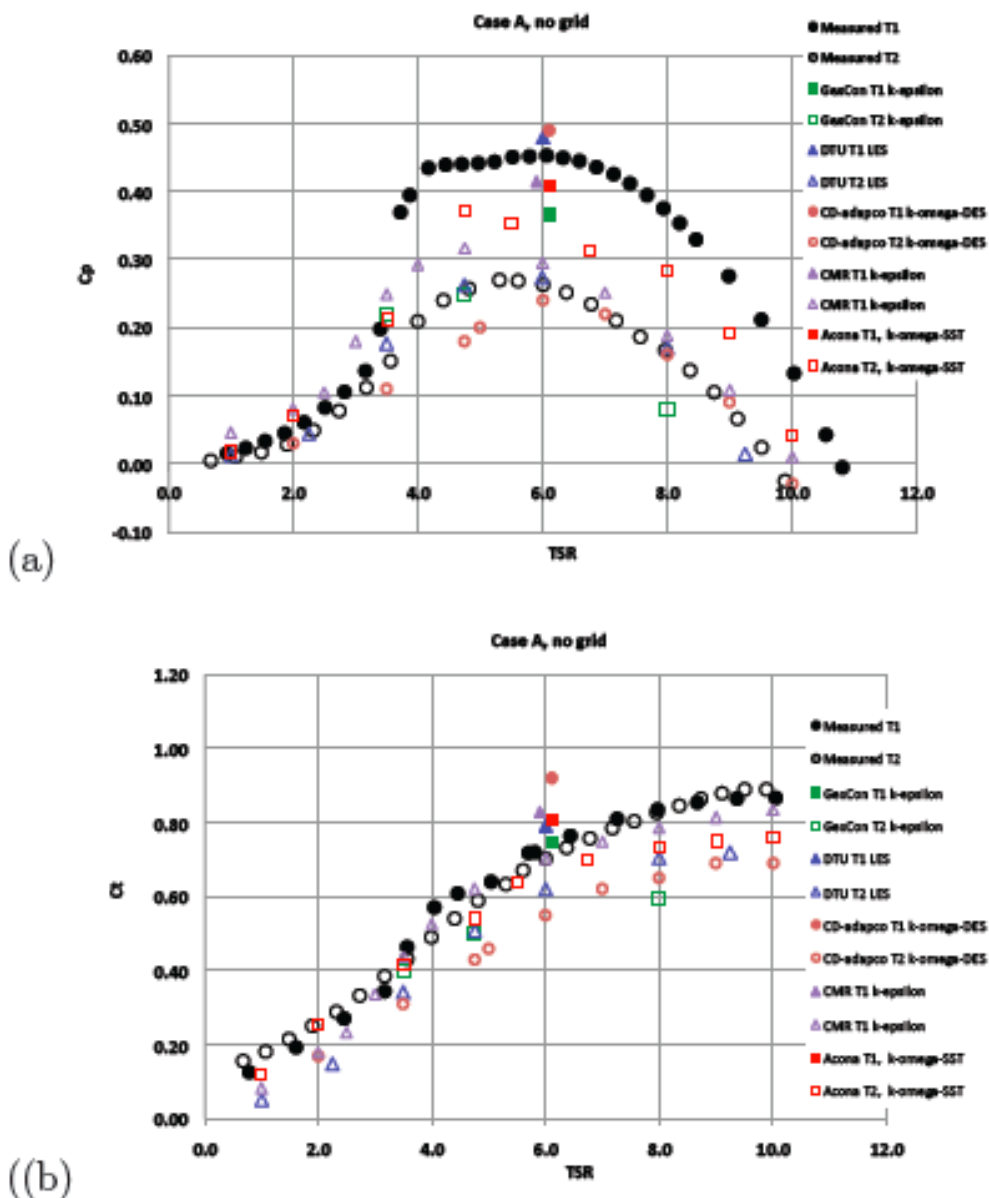 Case A, no grid
0.60
0.50
0.40
0.30
0.20
0.10
0.00
-0.10
Cp
0.0 2.0 4.0 6.0 8.0 10.0 12.0
TSR
Measured T1
Measured T2
GexCon T1 k-epsilon
GexCon T2 k-epsilon
DTU T1 LES
DTU T2 LES
CD-adapco T1 k-omega-DES
CD-adapco T2 k-omega-DES
CMR T1 k-epsilon
CMR T1 k-epsilon
Acona T1, k-omega-SST
Acona T2, k-omega-SST
(a)
Case A, no grid
1.20
1.00
0.80
0.60
0.40
0.20
0.00
Ct
0.0 2.0 4.0 6.0 8.0 10.0 12.0
TSR
Measured T1
Measured T2
GexCon T1 k-epsilon
GexCon T2 k-epsilon
DTU T1 LES
DTU T2 LES
CD-adapco T1 k-omega-DES
CD-adapco T2 k-omega-DES
CMR T1 k-epsilon
CMR T1 k-epsilon
Acona T1, k-omega-SST
Acona T2, k-omega-SST
((b)